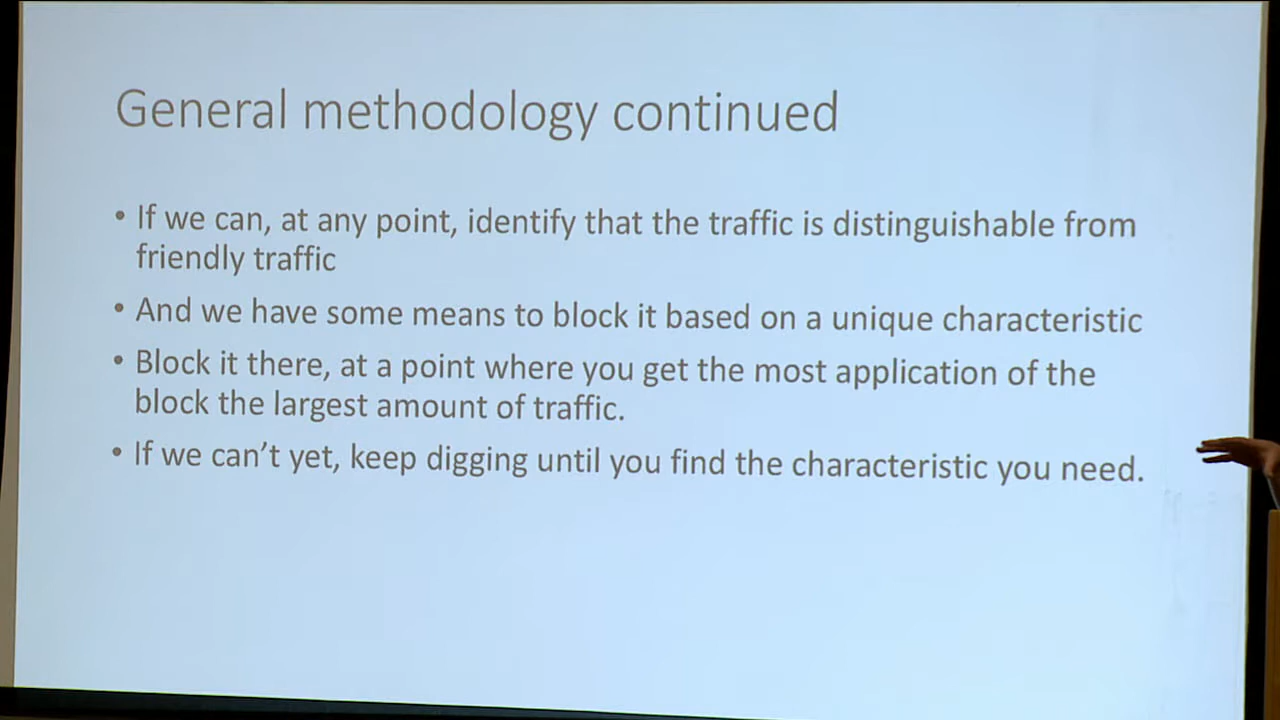 General methodology continued
• If we can, at any point, identify that the traffic is distinguishable from
friendly traffic
• And we have some means to block it based on a unique characteristic
• Block it there, at a point where you get the most application of the
block the largest amount of traffic.
• If we can’t yet, keep digging until you find the characteristic you need.